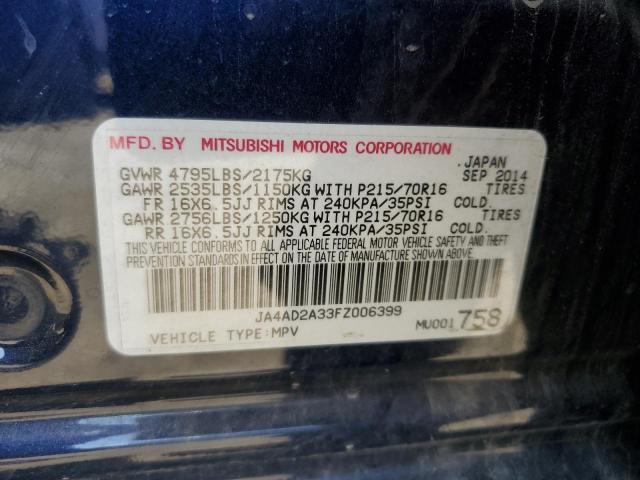 MFD. BY MITSUBISHI MOTORS CORPORATION
GVWR 4795LBS/2175KG JAPAN SEP 2014
GAWR 2535LBS/1150KG WITH P215/70R16 TIRES
FR 16X6.5JJ RIMS AT 240KPA/35PSI COLD.
GAWR 2756LBS/1250KG WITH P215/70R16 TIRES
RR 16X6.5JJ RIMS AT 240KPA/35PSI COLD.
THIS VEHICLE CONFORMS TO ALL APPLICABLE FEDERAL MOTOR VEHICLE SAFETY AND THEFT
PREVENTION STANDARDS IN EFFECT ON THE DATE OF MANUFACTURE SHOWN ABOVE.
JA4AD2A33FZ006399
VEHICLE TYPE:MPV MU001758